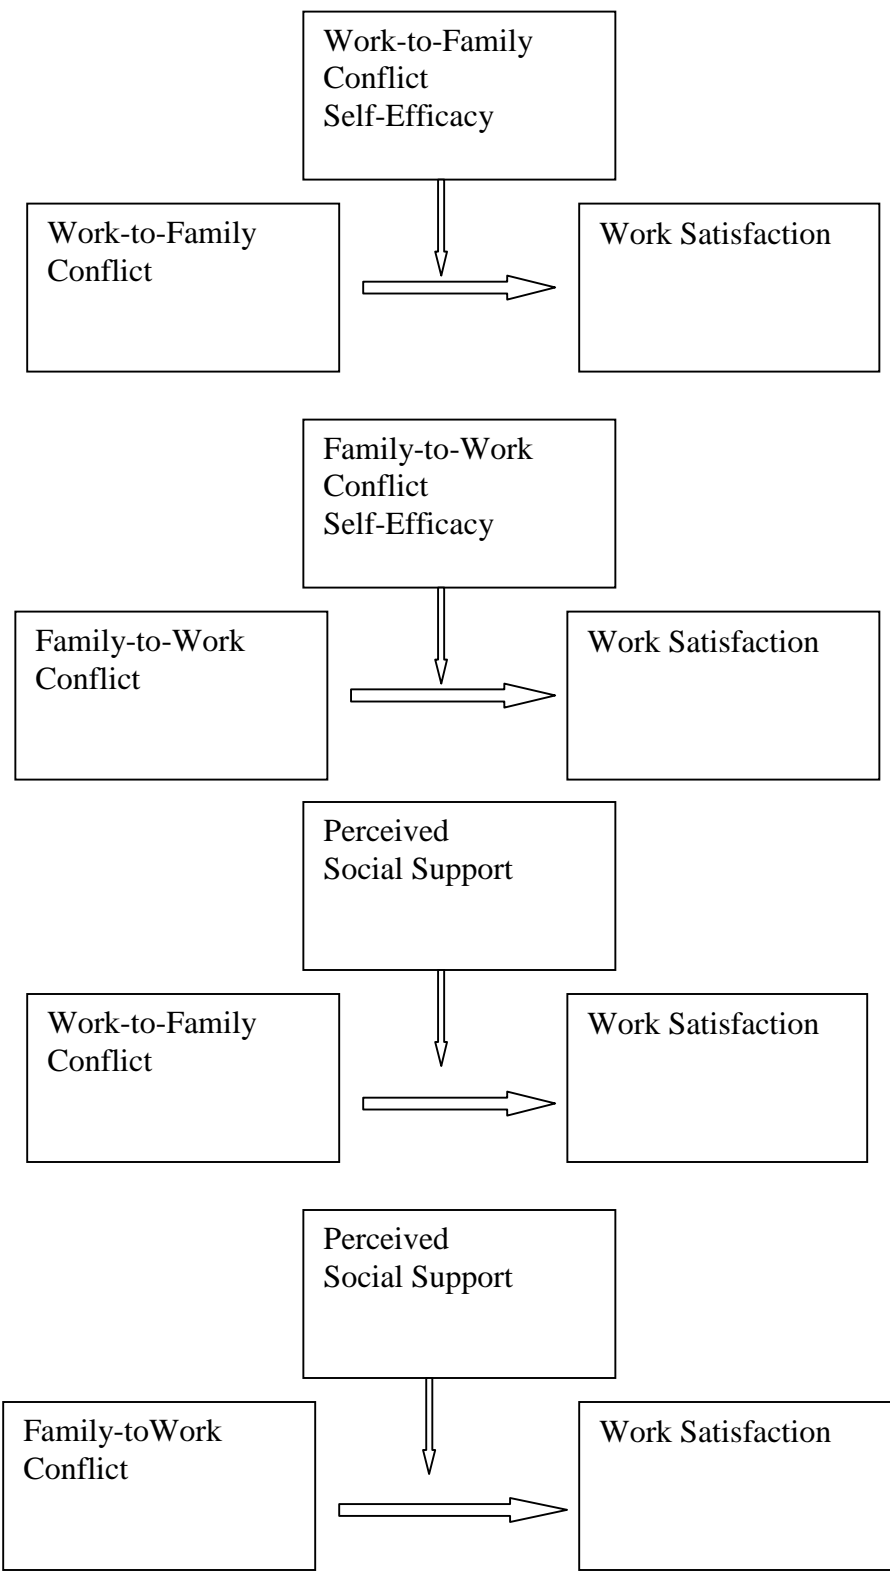 Work-to-Family
Conflict
Self-Efficacy
Work-to-Family
Conflict
Work Satisfaction
Family-to-Work
Conflict
Self-Efficacy
Family-to-Work
Conflict
Work Satisfaction
Perceived
Social Support
Work-to-Family
Conflict
Work Satisfaction
Perceived
Social Support
Family-toWork
Conflict
Work Satisfaction